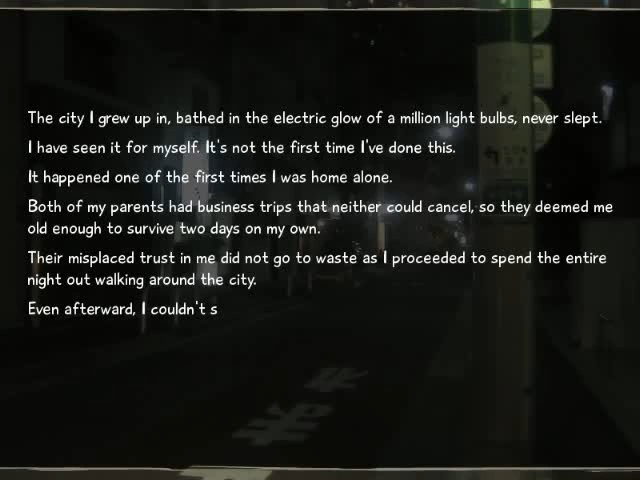 The city I grew up in, bathed in the electric glow of a million light bulbs, never slept.
I have seen it for myself. It's not the first time I've done this.
It happened one of the first times I was home alone.
Both of my parents had business trips that neither could cancel, so they deemed me
old enough to survive two days on my own.
Their misplaced trust in me did not go to waste as I proceeded to spend the entire
night out walking around the city.
Even afterward, I couldn't s